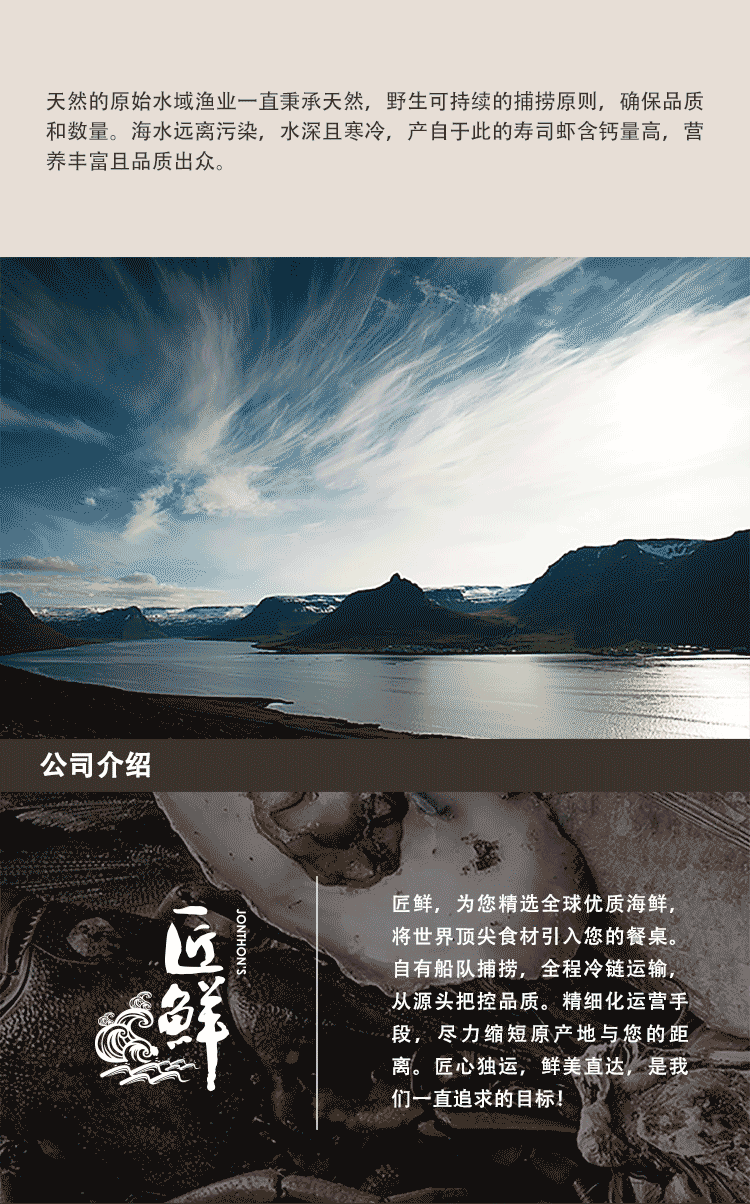 天然的原始水域渔业一直秉承天然，野生可持续的捕捞原则，确保品质
和数量。海水远离污染，水深且寒冷，产自于此的寿司虾含钙量高，营
养丰富且品质出众。
公司介绍
匠鲜
JONTHON'S
匠鲜，为您精选全球优质海鲜，
将世界顶尖食材引入您的餐桌。
自有船队捕捞，全程冷链运输，
从源头把控品质。精细化运营手
段，尽力缩短原产地与您的距
离。匠心独运，鲜美直达，是我
们一直追求的目标！